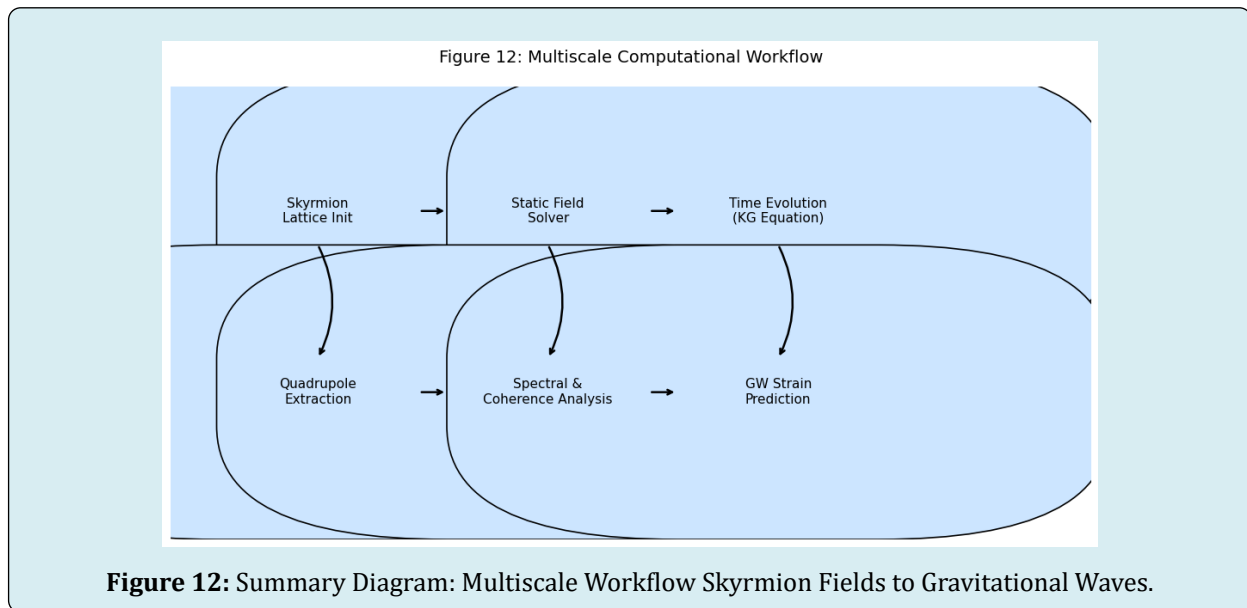 Figure 12: Multiscale Computational Workflow
Skyrmion
Lattice Init
Static Field
Solver
Time Evolution
(KG Equation)
Quadrupole
Extraction
Spectral &
Coherence Analysis
GW Strain
Prediction
Figure 12: Summary Diagram: Multiscale Workflow Skyrmion Fields to Gravitational Waves.